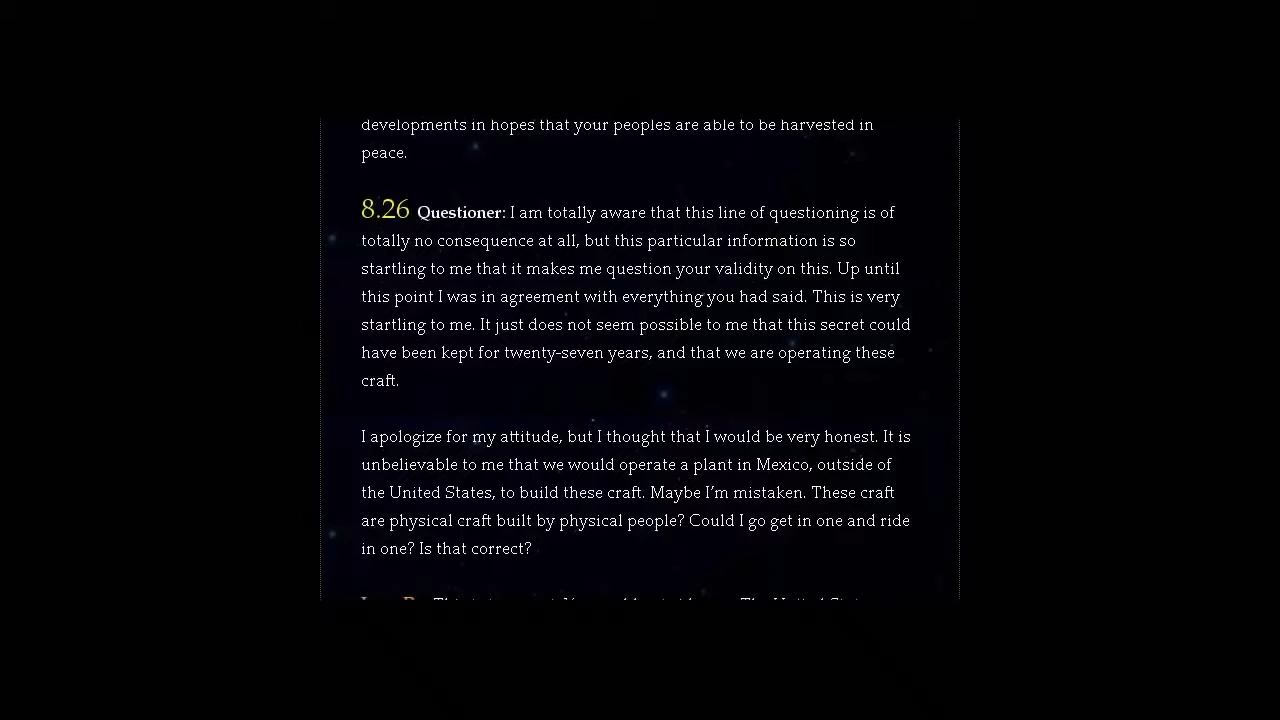 developments in hopes that your peoples are able to be harvested in
peace.
8.26 Questioner: I am totally aware that this line of questioning is of
totally no consequence at all, but this particular information is so
startling to me that it makes me question your validity on this. Up until
this point I was in agreement with everything you had said. This is very
startling to me. It just does not seem possible to me that this secret could
have been kept for twenty-seven years, and that we are operating these
craft.
I apologize for my attitude, but I thought that I would be very honest. It is
unbelievable to me that we would operate a plant in Mexico, outside of
the United States, to build these craft. Maybe I’m mistaken. These craft
are physical craft built by physical people? Could I go get in one and ride
in one? Is that correct?